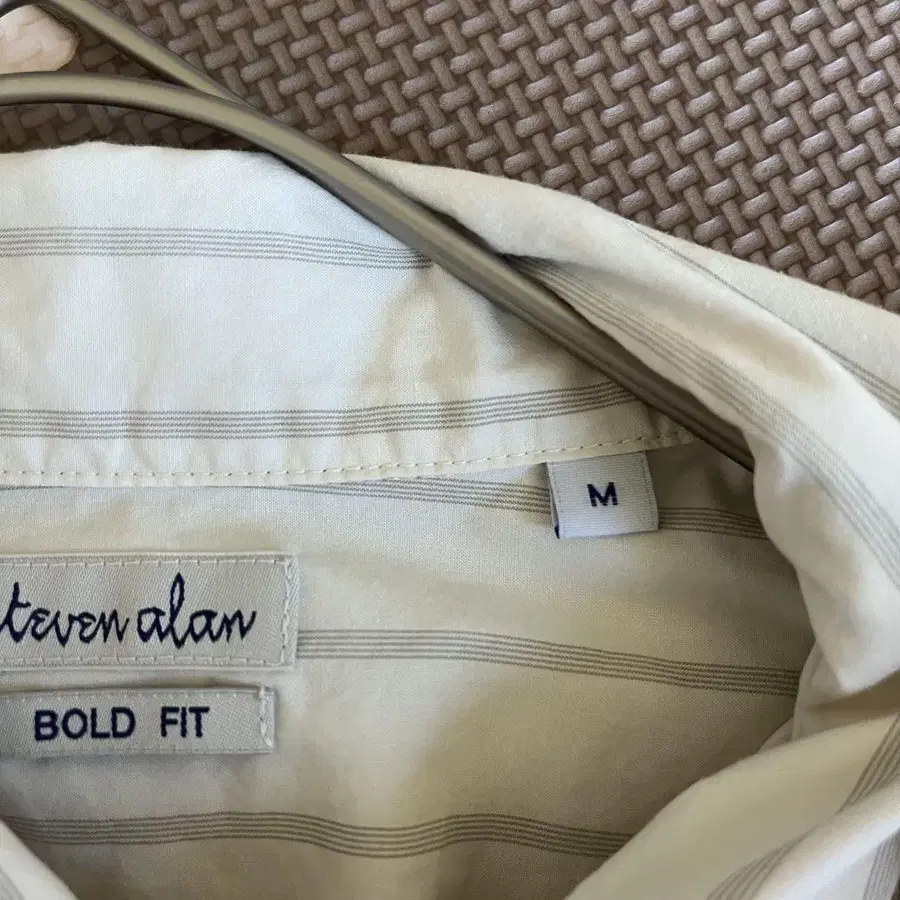 M
teven alan
BOLD FIT